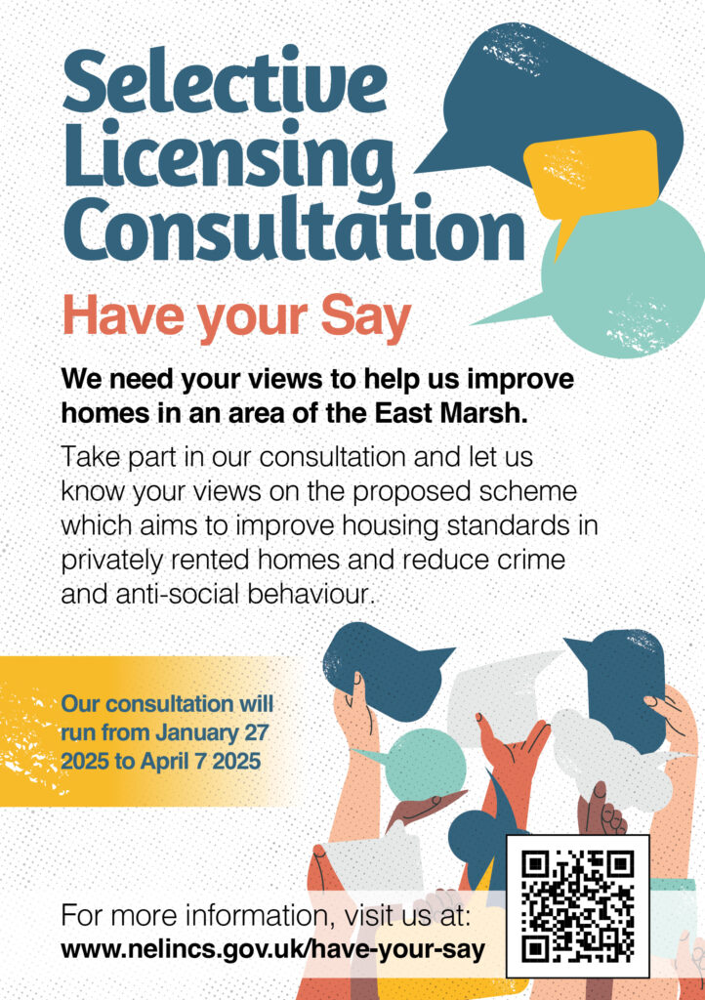 Selective
Licensing
Consultation
Have your Say
We need your views to help us improve
homes in an area of the East Marsh.
Take part in our consultation and let us
know your views on the proposed scheme
which aims to improve housing standards in
privately rented homes and reduce crime
and anti-social behaviour.
Our consultation will
run from January 27
2025 to April 7 2025
For more information, visit us at:
www.nelincs.gov.uk/have-your-say